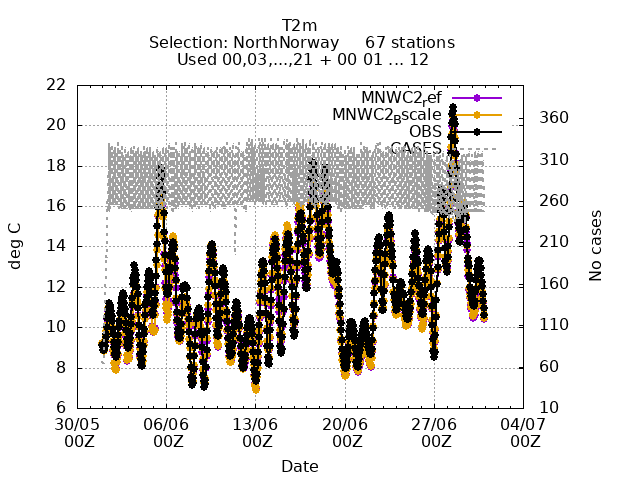 T2m
Selection: NorthNorway 67 stations
Used 00,03,...,21 + 00 01 ... 12
MNWC2ref
MNWC2Bscale
OBS
CASES
22
20
18
16
14
12
10
8
6
deg C
360
310
260
210
160
110
60
10
No cases
30/05 06/06 13/06 20/06 27/06 04/07
00Z 00Z 00Z 00Z 00Z 00Z
Date